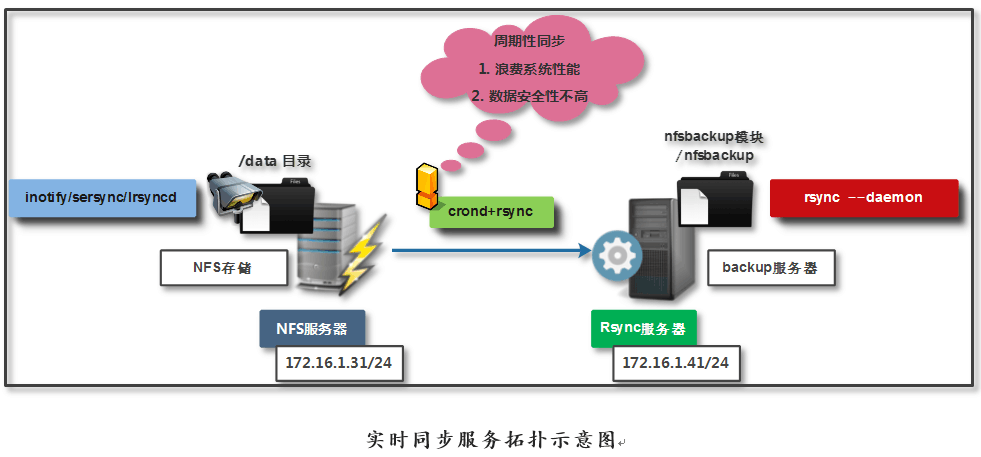 周期性同步
1. 浪费系统性能
2. 数据安全性不高
nfsbackup模块
/nfsbackup
/data 目录
Files
Files
inotify/sersync/lrsyncd
crond+rsync
rsync --daemon
NFS存储
backup服务器
NFS服务器
Rsync服务器
172.16.1.31/24
172.16.1.41/24
实时同步服务拓扑示意图